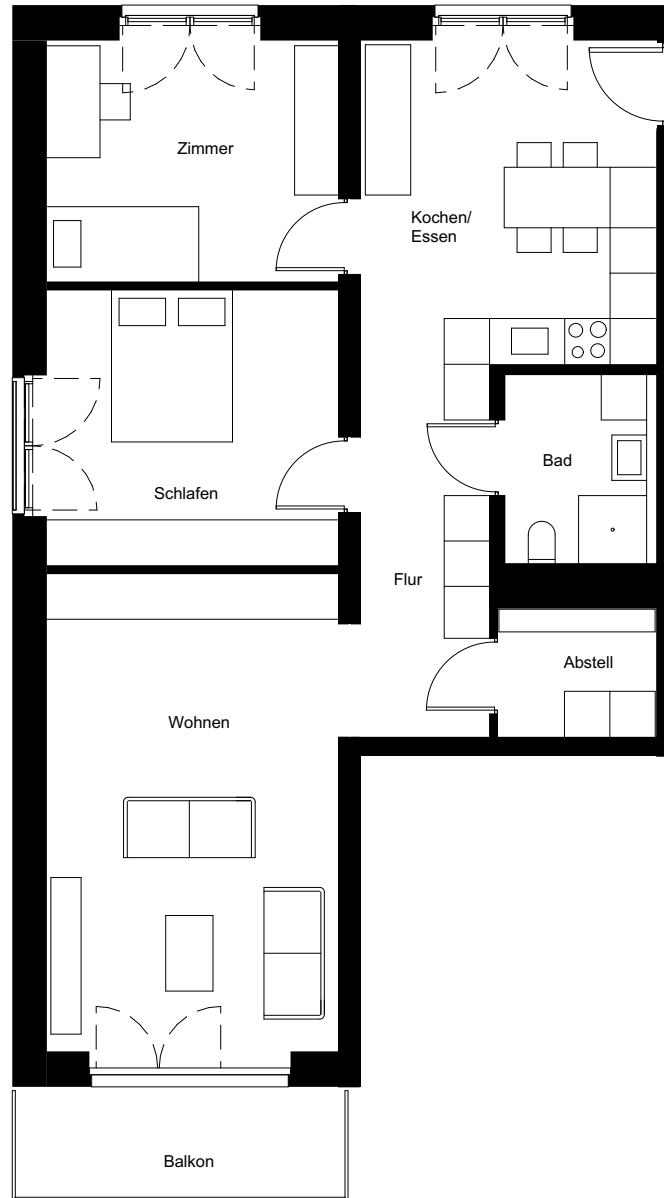 Zimmer
Kochen/
Essen
Schlafen
Bad
Flur
Abstell
Wohnen
Balkon